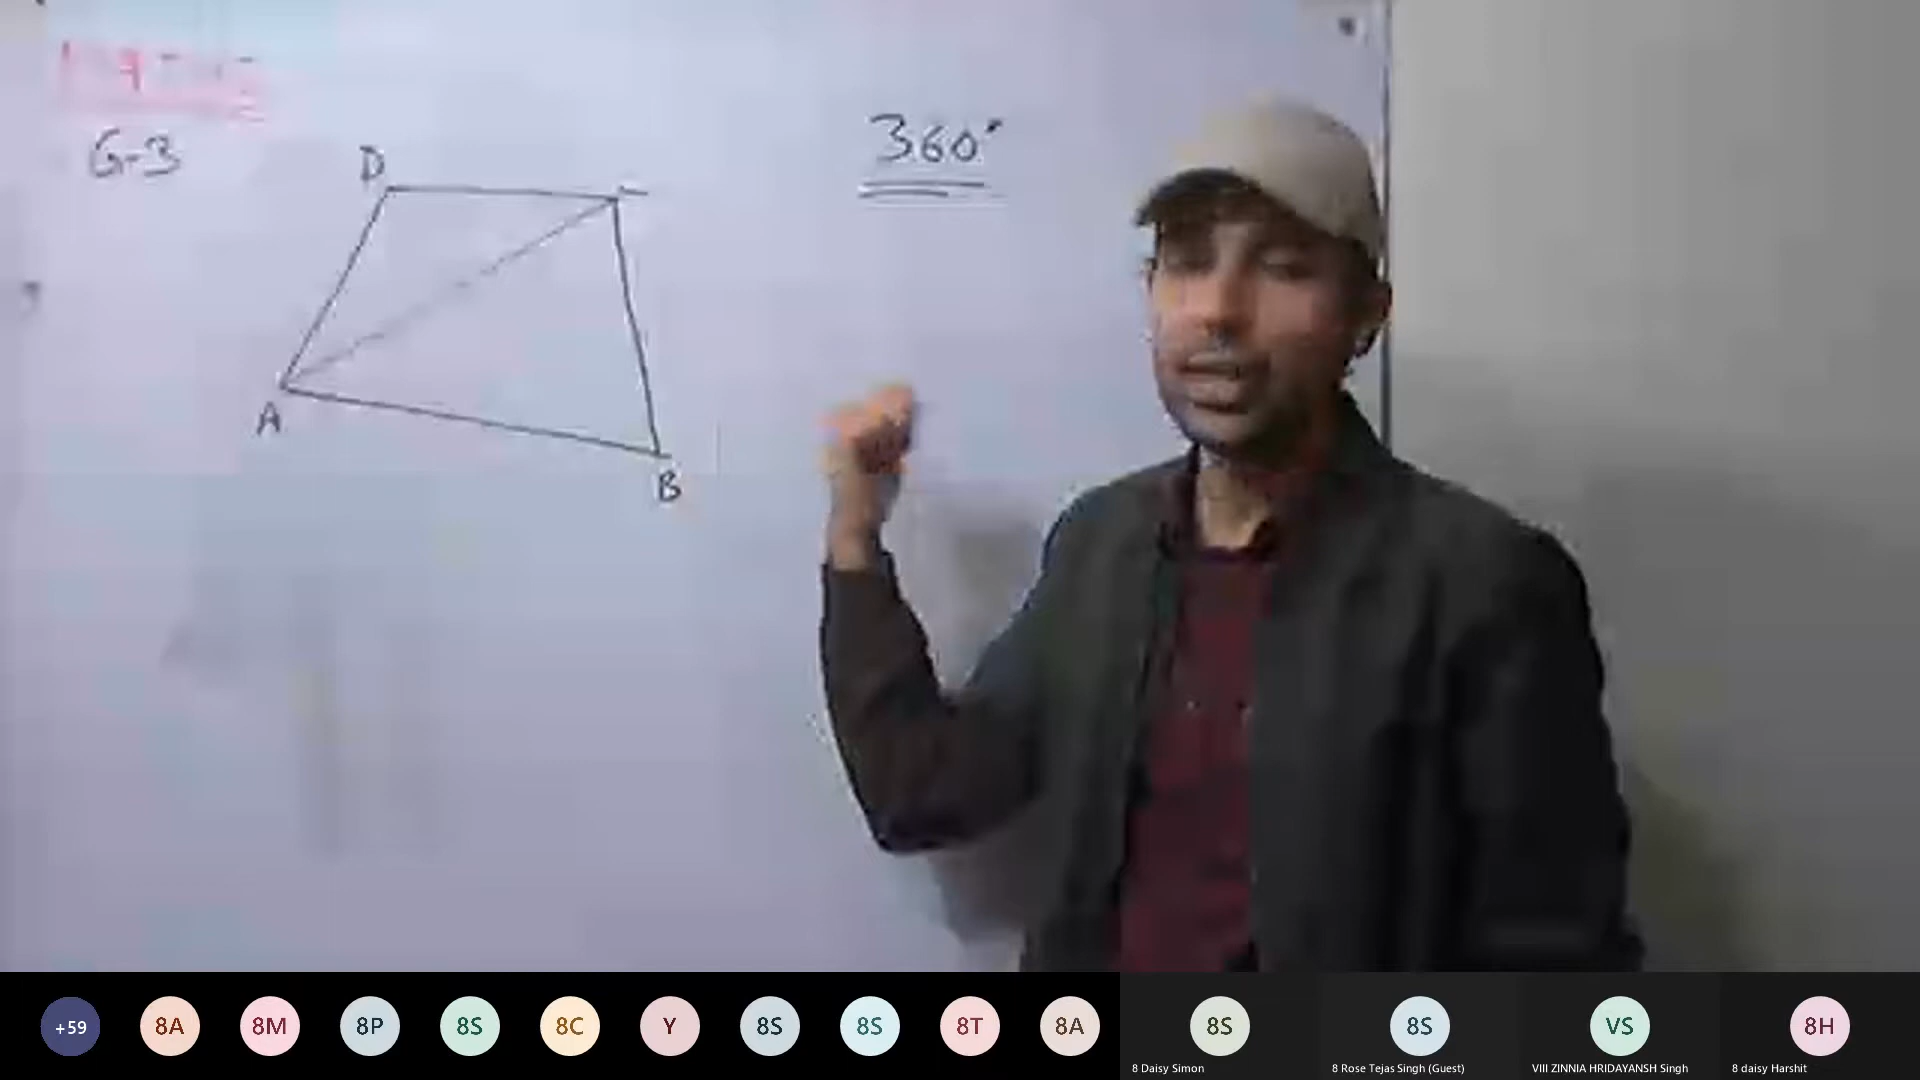 G-3
D
360°
A
B
+59
8A
8M
8P
8S
8C
Y
8S
8S
8T
8A
8S
8S
VS
8H
8 Daisy Simon
8 Rose Tejas Singh (Guest)
VIII ZINNIA HRIDAYANSH Singh
8 daisy Harshit